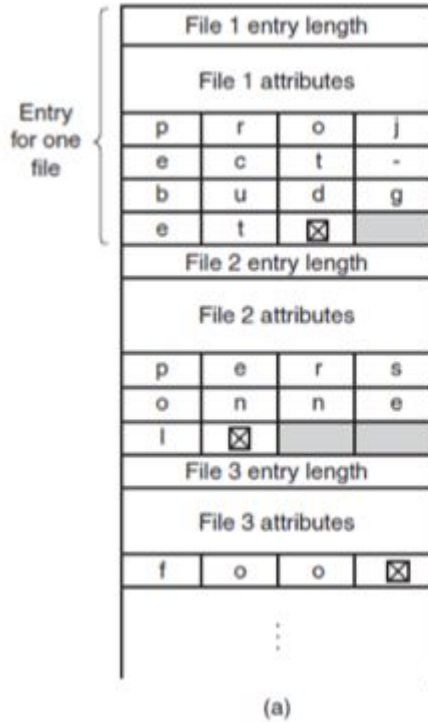 File 1 entry length
File 1 attributes
Entry
for one
file
p r o j
e c t -
b u d g
e t ☒
File 2 entry length
File 2 attributes
p e r s
o n n e
l ☒
File 3 entry length
File 3 attributes
f o o ☒
⋮
(a)